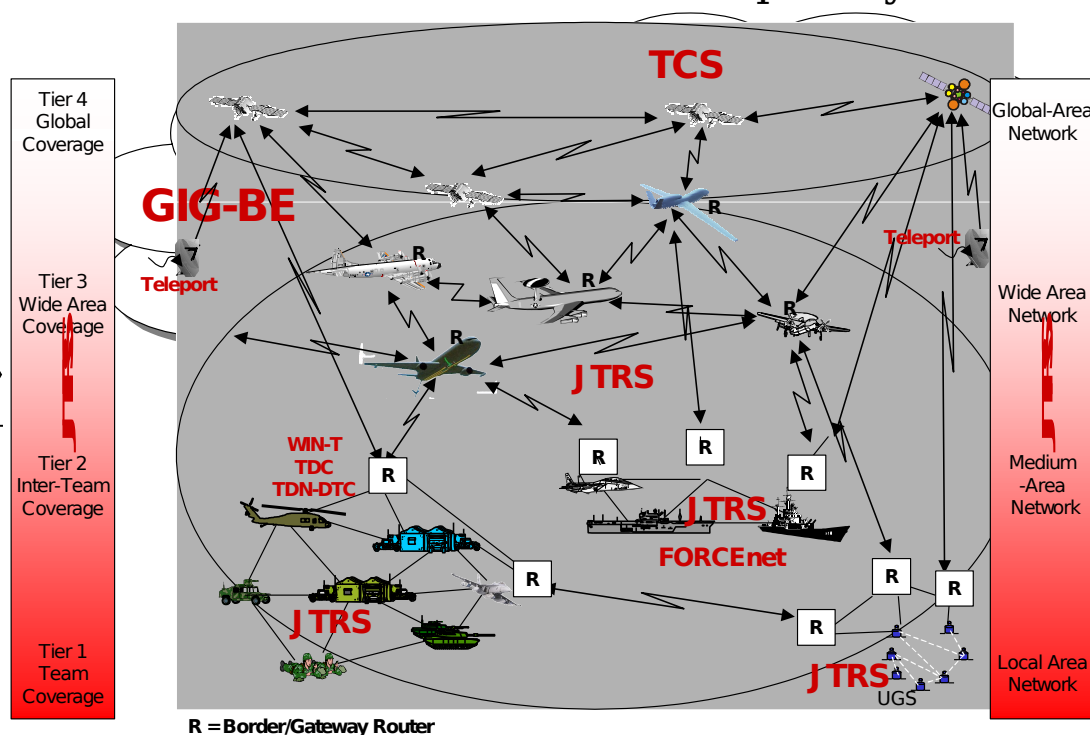 TCS
Tier 4
Global
Coverage
Global-Area
Network
GIG-BE
R
Teleport
Teleport
R
R
Tier 3
Wide Area
Coverage
Wide Area
Network
R
R
JTRS
JTRS
JTRS
WIN-T
TDC
TDN-DTC
R
R
R
R
Tier 2
Inter-Team
Coverage
Medium
-Area
Network
JTRS
FORCEnet
R
R
R
R
JTRS
Tier 1
Team
Coverage
JTRS
UGS
Local Area
Network
R = Border/Gateway Router